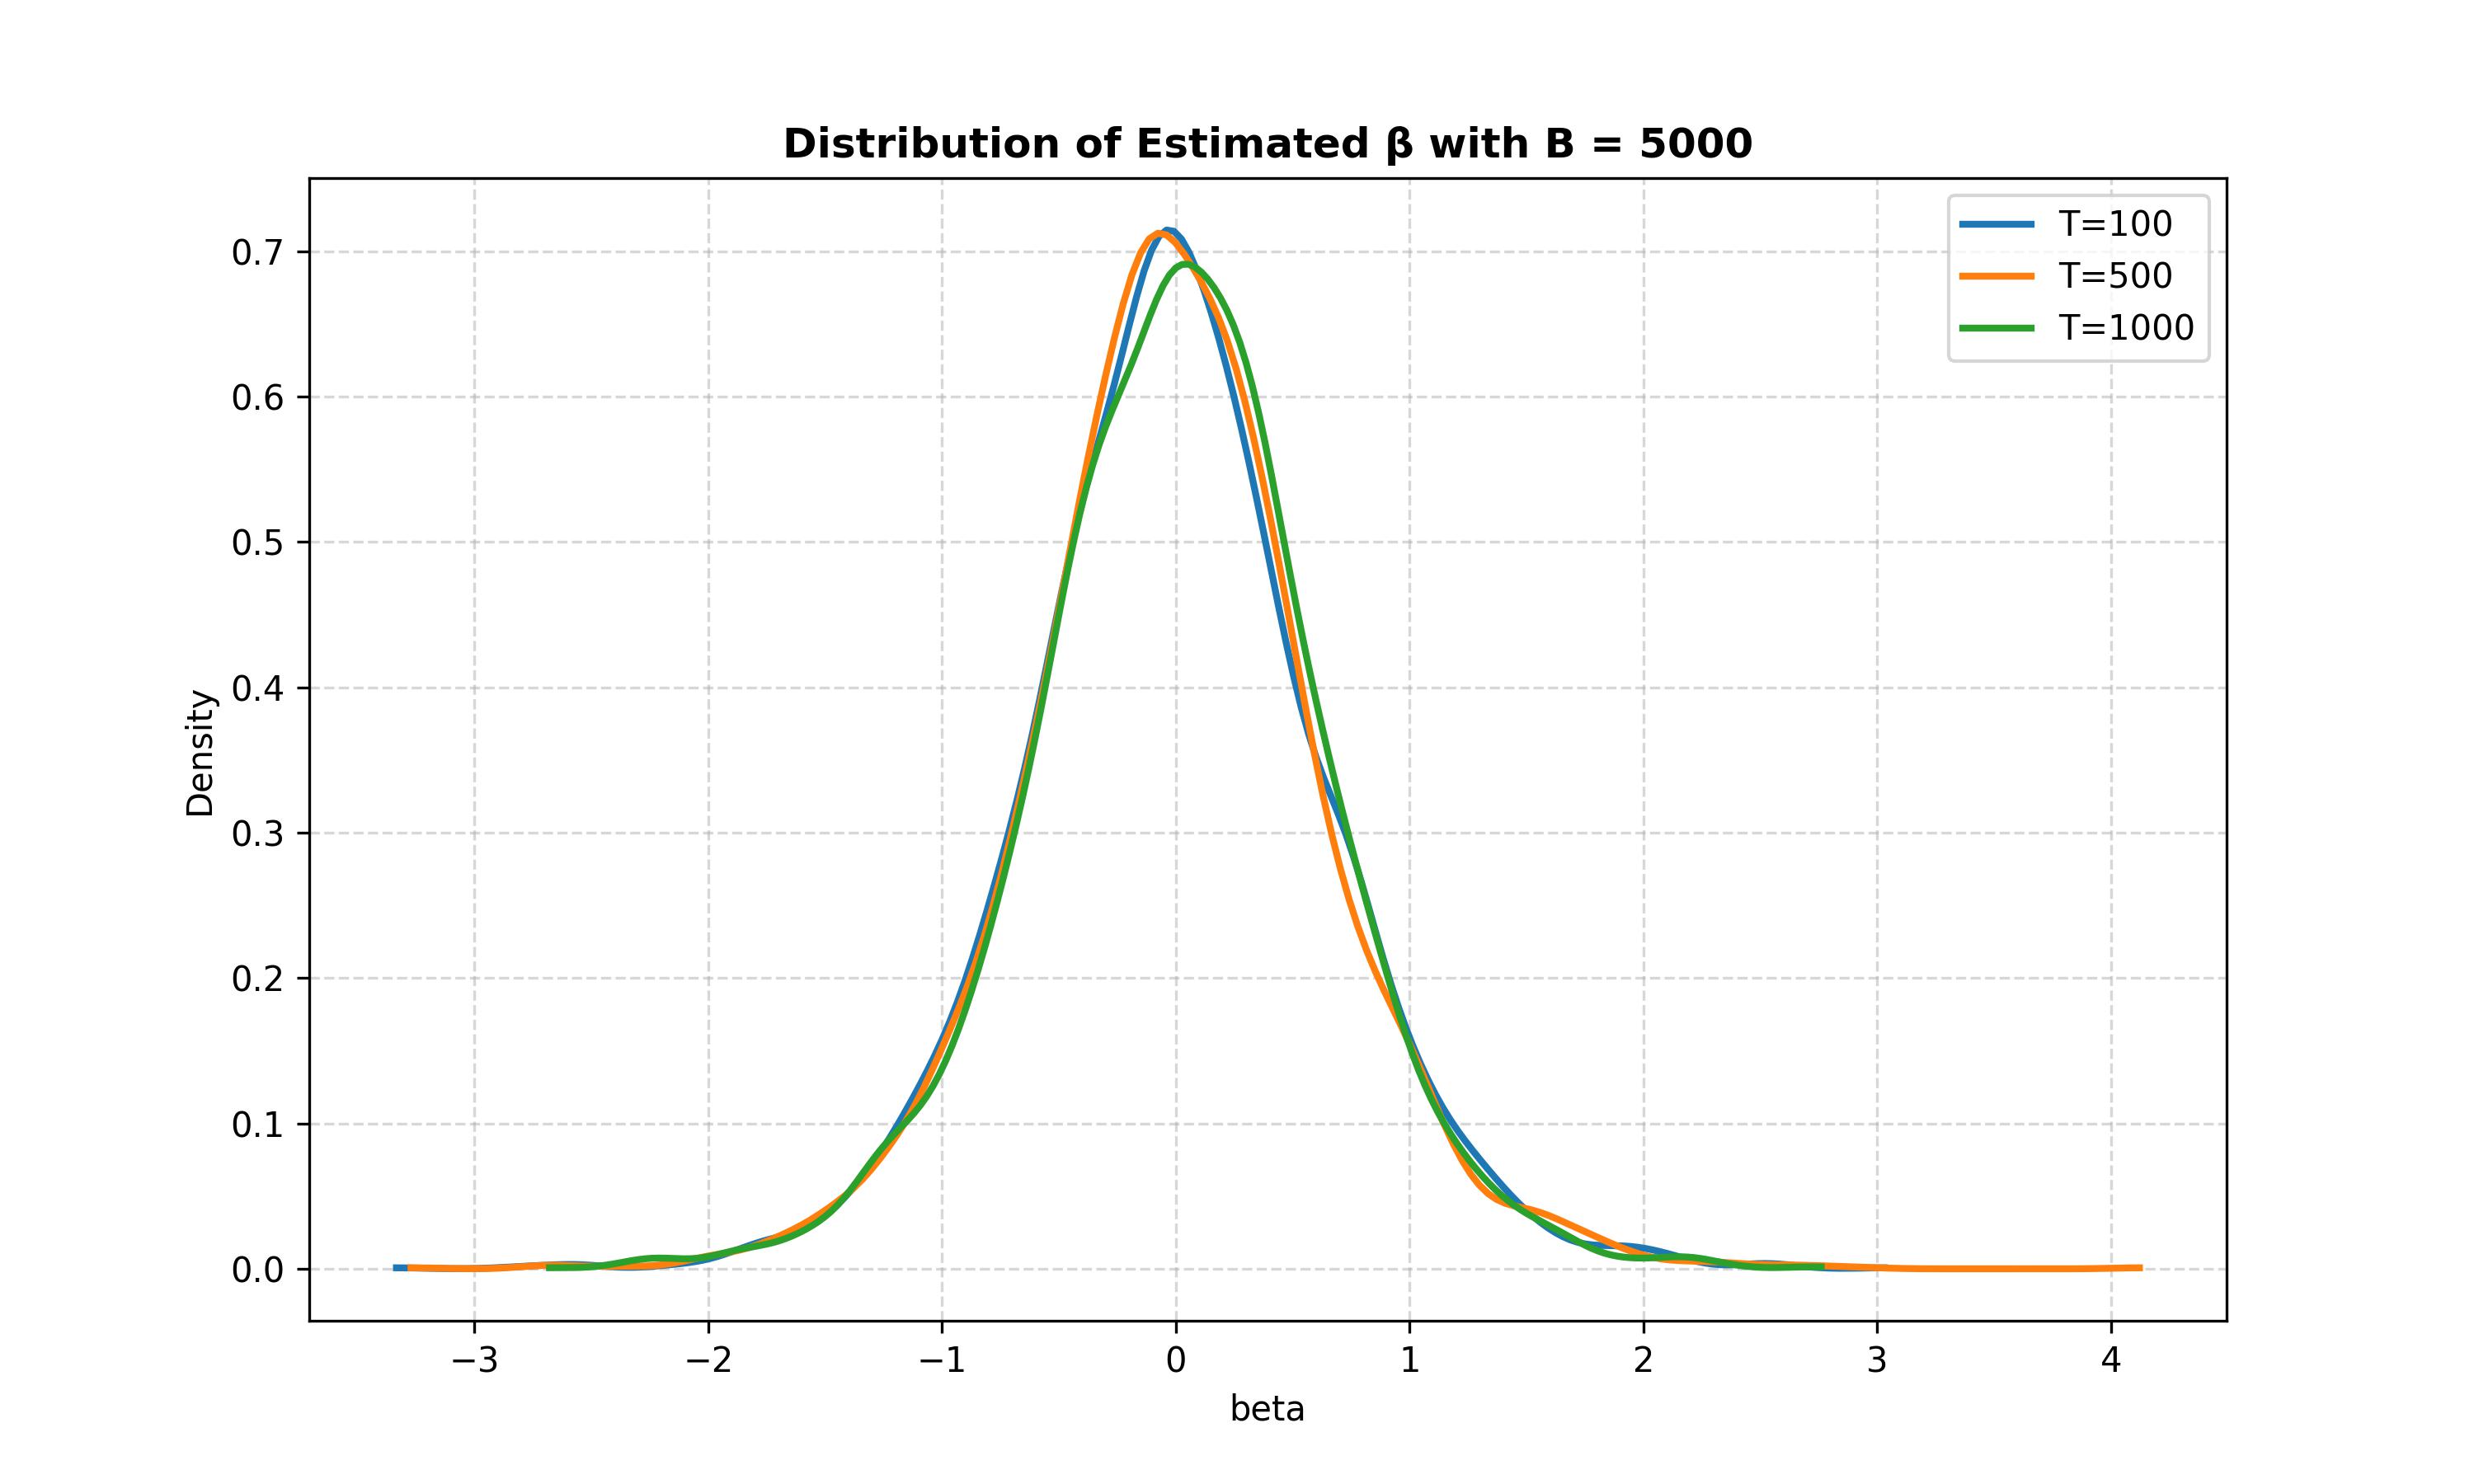 Distribution of Estimated β with B = 5000
T=100
T=500
T=1000
Density
0.7
0.6
0.5
0.4
0.3
0.2
0.1
0.0
−3 −2 −1 0 1 2 3 4
beta